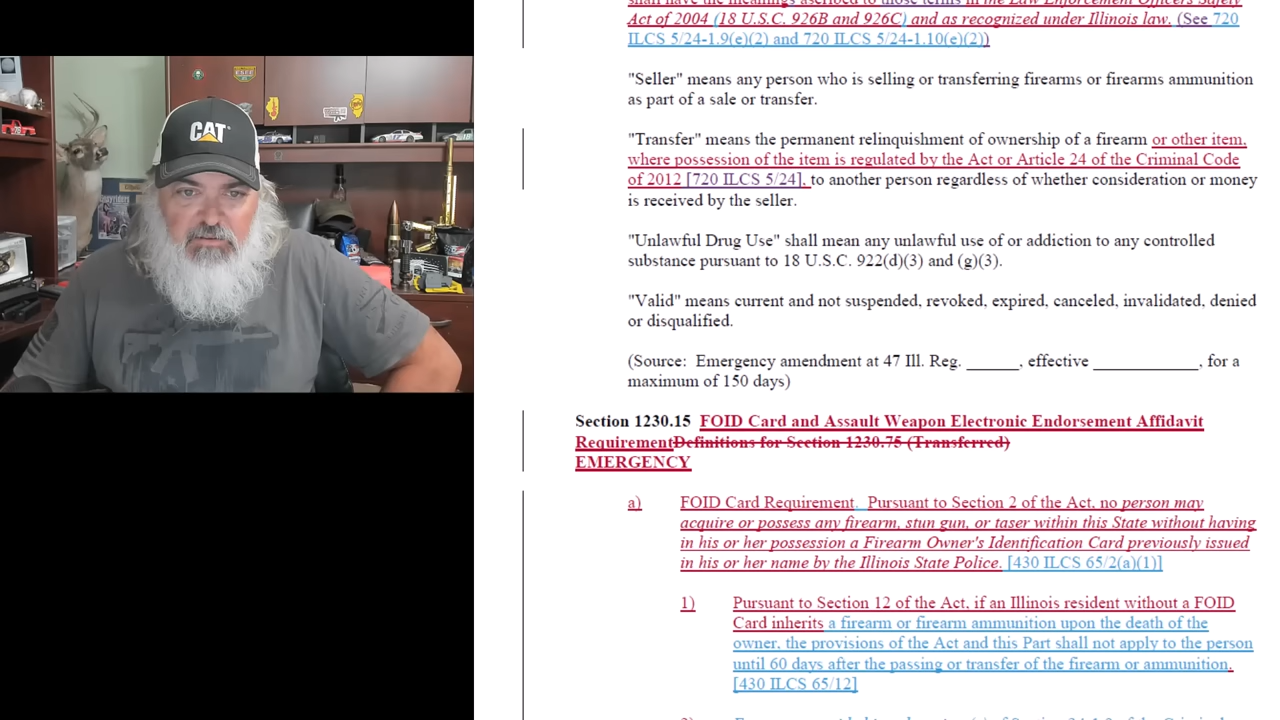 shall have the meanings ascribed to those terms in the Law Enforcement Officers Safety
Act of 2004 (18 U.S.C. 926B and 926C) and as recognized under Illinois law. (See 720
ILCS 5/24-1.9(e)(2) and 720 ILCS 5/24-1.10(e)(2))
"Seller" means any person who is selling or transferring firearms or firearms ammunition
as part of a sale or transfer.
"Transfer" means the permanent relinquishment of ownership of a firearm or other item,
where possession of the item is regulated by the Act or Article 24 of the Criminal Code
of 2012 [720 ILCS 5/24], to another person regardless of whether consideration or money
is received by the seller.
"Unlawful Drug Use" shall mean any unlawful use of or addiction to any controlled
substance pursuant to 18 U.S.C. 922(d)(3) and (g)(3).
"Valid" means current and not suspended, revoked, expired, canceled, invalidated, denied
or disqualified.
(Source: Emergency amendment at 47 Ill. Reg. ______, effective ____________, for a
maximum of 150 days)
Section 1230.15 FOID Card and Assault Weapon Electronic Endorsement Affidavit
RequirementDefinitions for Section 1230.75 (Transferred)
EMERGENCY
a) FOID Card Requirement. Pursuant to Section 2 of the Act, no person may
acquire or possess any firearm, stun gun, or taser within this State without having
in his or her possession a Firearm Owner's Identification Card previously issued
in his or her name by the Illinois State Police. [430 ILCS 65/2(a)(1)]
1) Pursuant to Section 12 of the Act, if an Illinois resident without a FOID
Card inherits a firearm or firearm ammunition upon the death of the
owner, the provisions of the Act and this Part shall not apply to the person
until 60 days after the passing or transfer of the firearm or ammunition.
[430 ILCS 65/12]
CAT